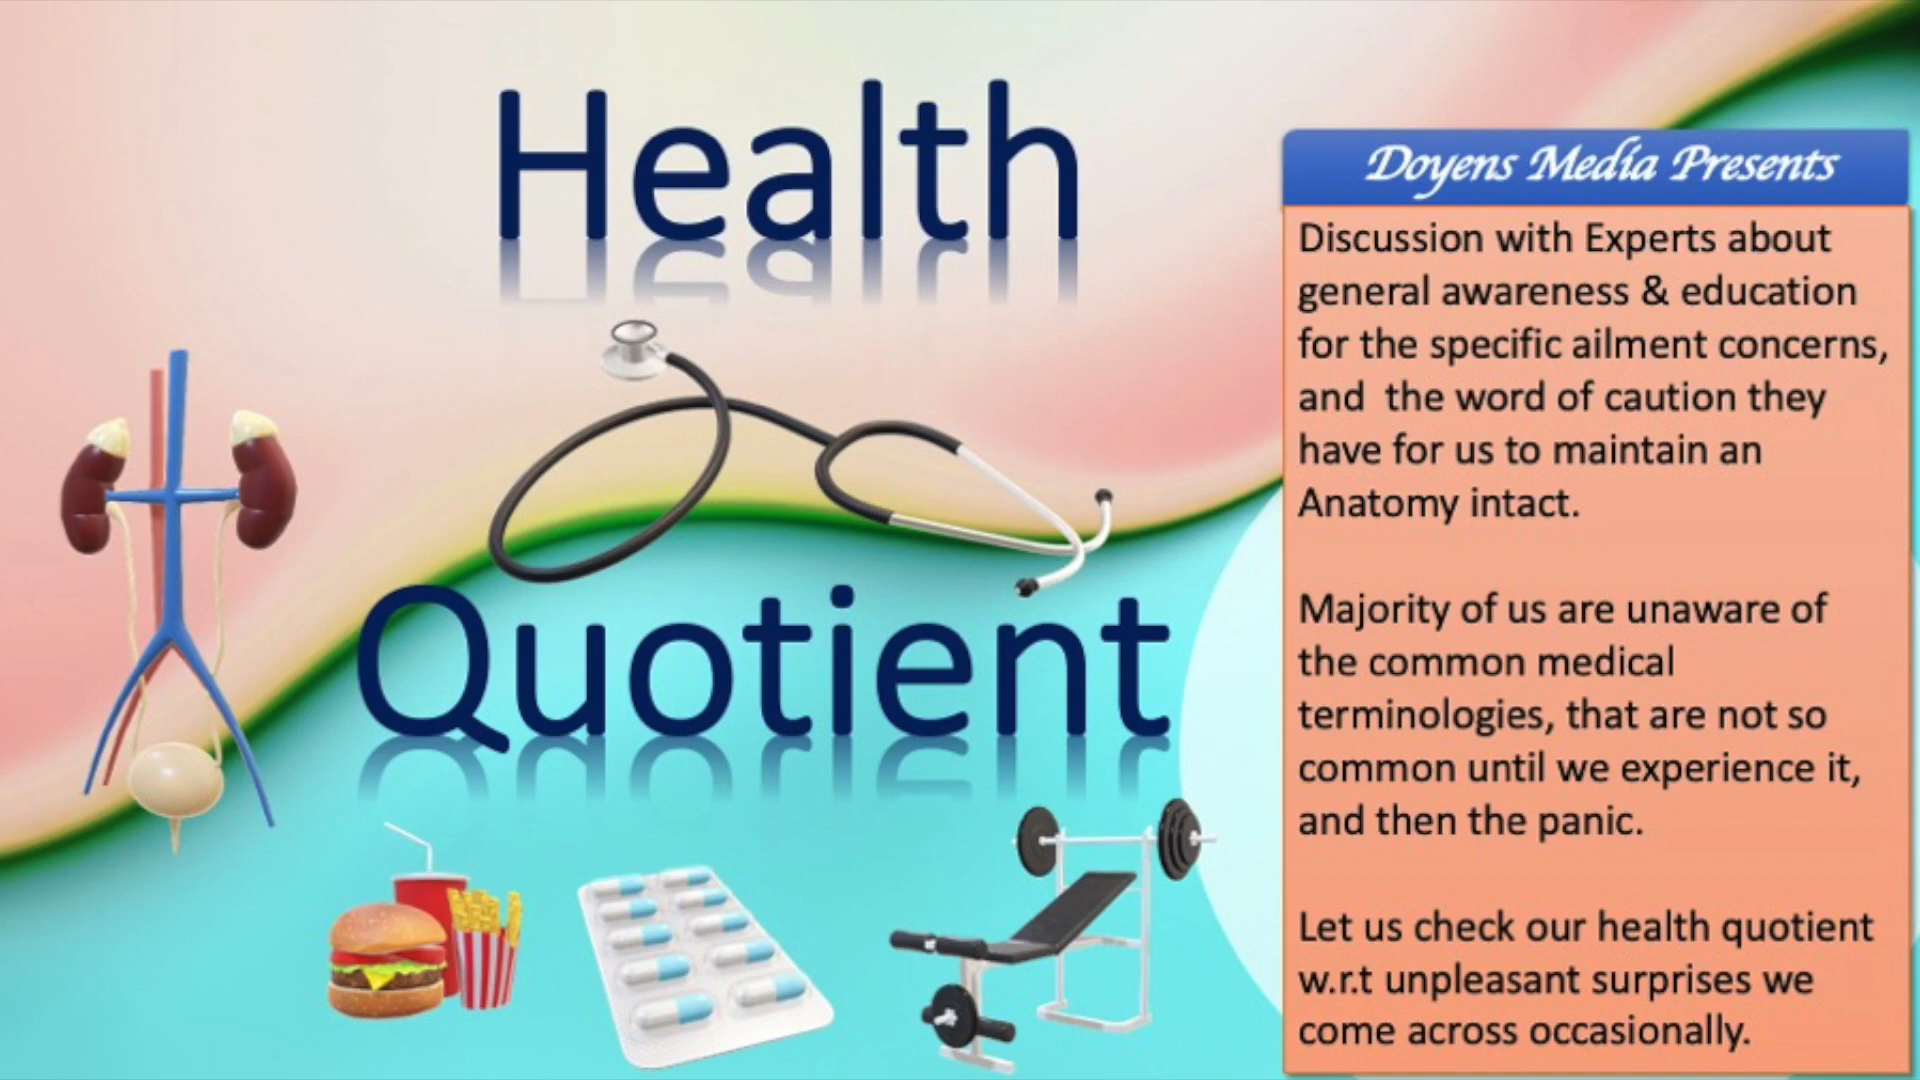 Health
Quotient
Doyens Media Presents
Discussion with Experts about
general awareness & education
for the specific ailment concerns,
and the word of caution they
have for us to maintain an
Anatomy intact.
Majority of us are unaware of
the common medical
terminologies, that are not so
common until we experience it,
and then the panic.
Let us check our health quotient
w.r.t unpleasant surprises we
come across occasionally.